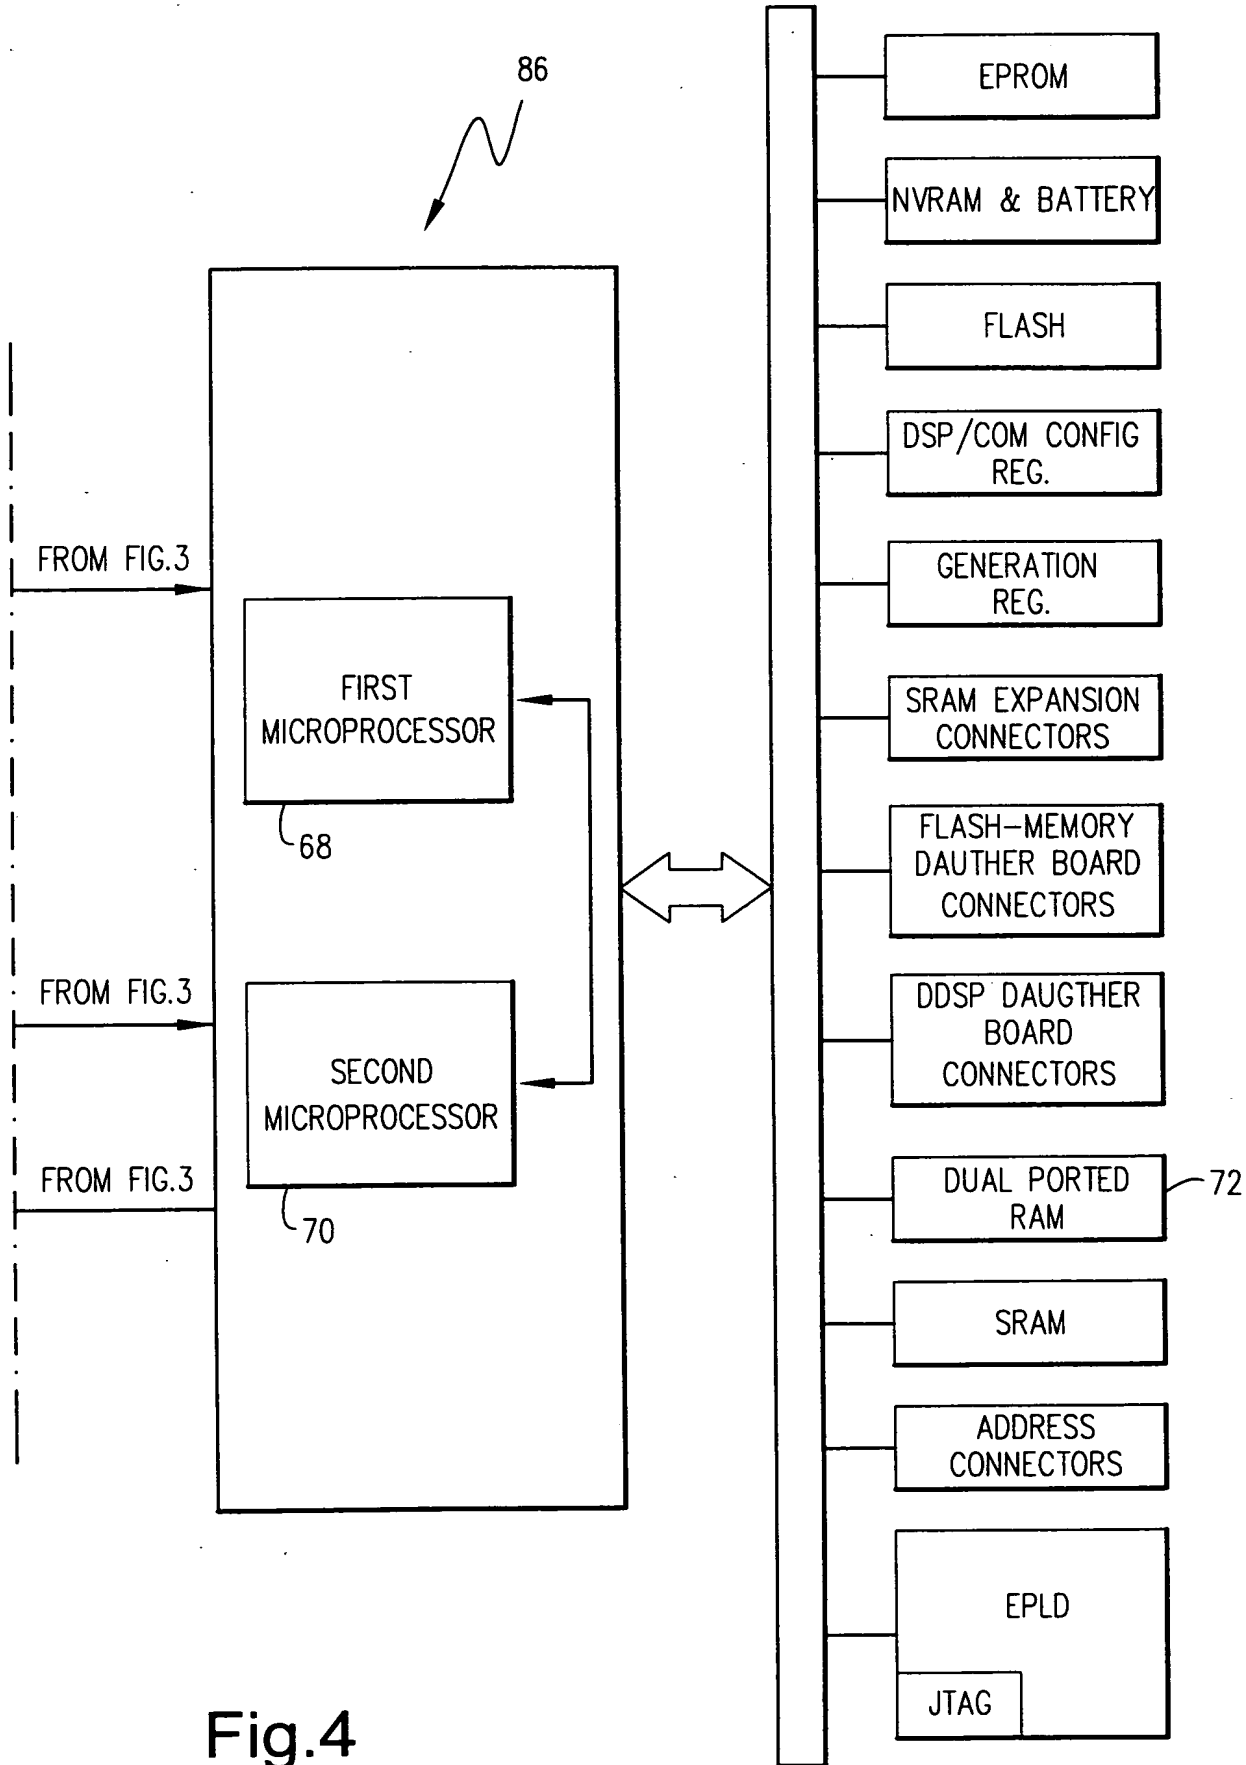 86
EPROM
NVRAM & BATTERY
FLASH
DSP/COM CONFIG
REG.
FROM FIG.3
GENERATION
REG.
FIRST
MICROPROCESSOR
68
SRAM EXPANSION
CONNECTORS
FLASH-MEMORY
DAUTHER BOARD
CONNECTORS
FROM FIG.3
DDSP DAUGTHER
BOARD
CONNECTORS
SECOND
MICROPROCESSOR
70
FROM FIG.3
DUAL PORTED
RAM
72
SRAM
ADDRESS
CONNECTORS
EPLD
JTAG
Fig.4